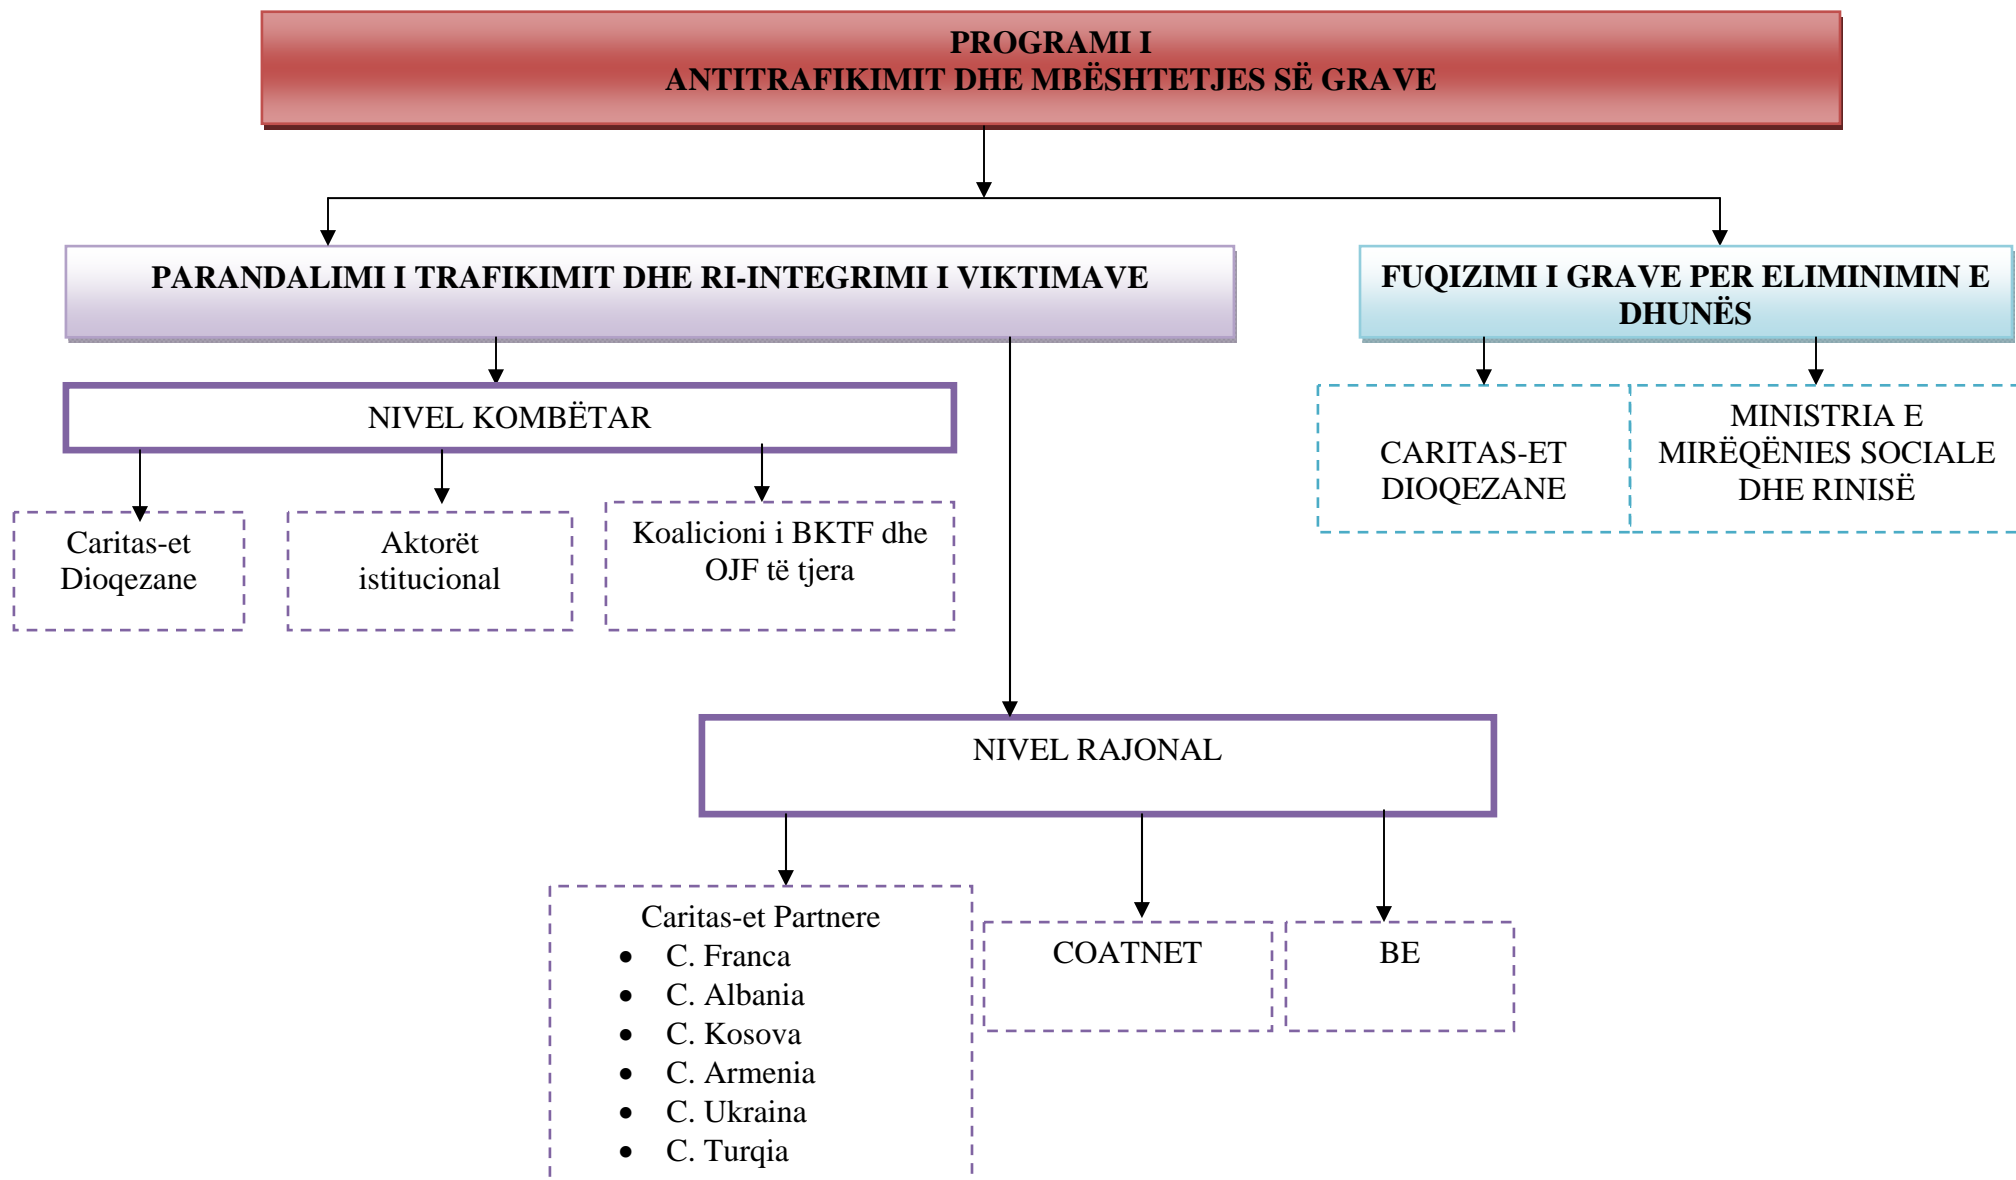 PROGRAMI I
ANTITRAFIKIMIT DHE MBËSHTETJES SË GRAVE
PARANDALIMI I TRAFIKIMIT DHE RI-INTEGRIMI I VIKTIMAVE
FUQIZIMI I GRAVE PER ELIMINIMIN E
DHUNËS
NIVEL KOMBËTAR
CARITAS-ET
DIOQEZANE
MINISTRIA E
MIRËQËNIES SOCIALE
DHE RINISË
Caritas-et
Dioqezane
Aktorët
istitucional
Koalicioni i BKTF dhe
OJF të tjera
NIVEL RAJONAL
Caritas-et Partnere
• C. Franca
• C. Albania
• C. Kosova
• C. Armenia
• C. Ukraina
• C. Turqia
COATNET
BE